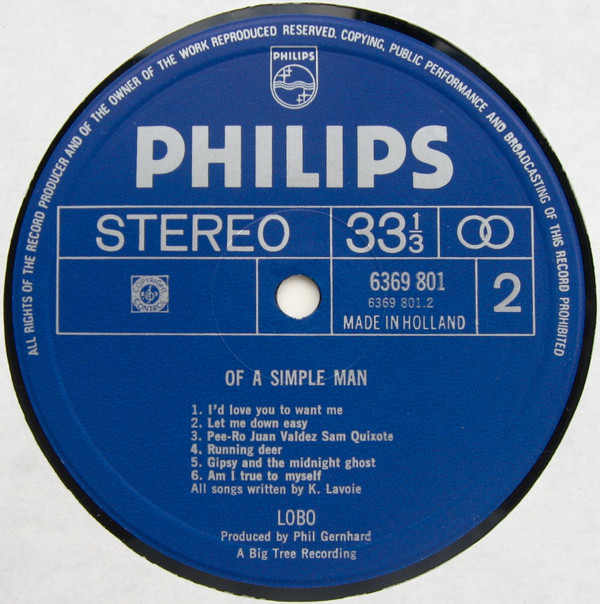 ALL RIGHTS OF THE RECORD PRODUCER AND OF THE OWNER OF THE WORK REPRODUCED RESERVED. COPYING, PUBLIC PERFORMANCE AND BROADCASTING OF THIS RECORD PROHIBITED
PHILIPS
PHILIPS
STEREO 33 1/3
COPYRIGHT CONTROL
6369 801
6369 801.2
MADE IN HOLLAND
2
OF A SIMPLE MAN
1. I'd love you to want me
2. Let me down easy
3. Pee-Ro Juan Valdez Sam Quixote
4. Running deer
5. Gipsy and the midnight ghost
6. Am I true to myself
All songs written by K. Lavoie
LOBO
Produced by Phil Gernhard
A Big Tree Recording